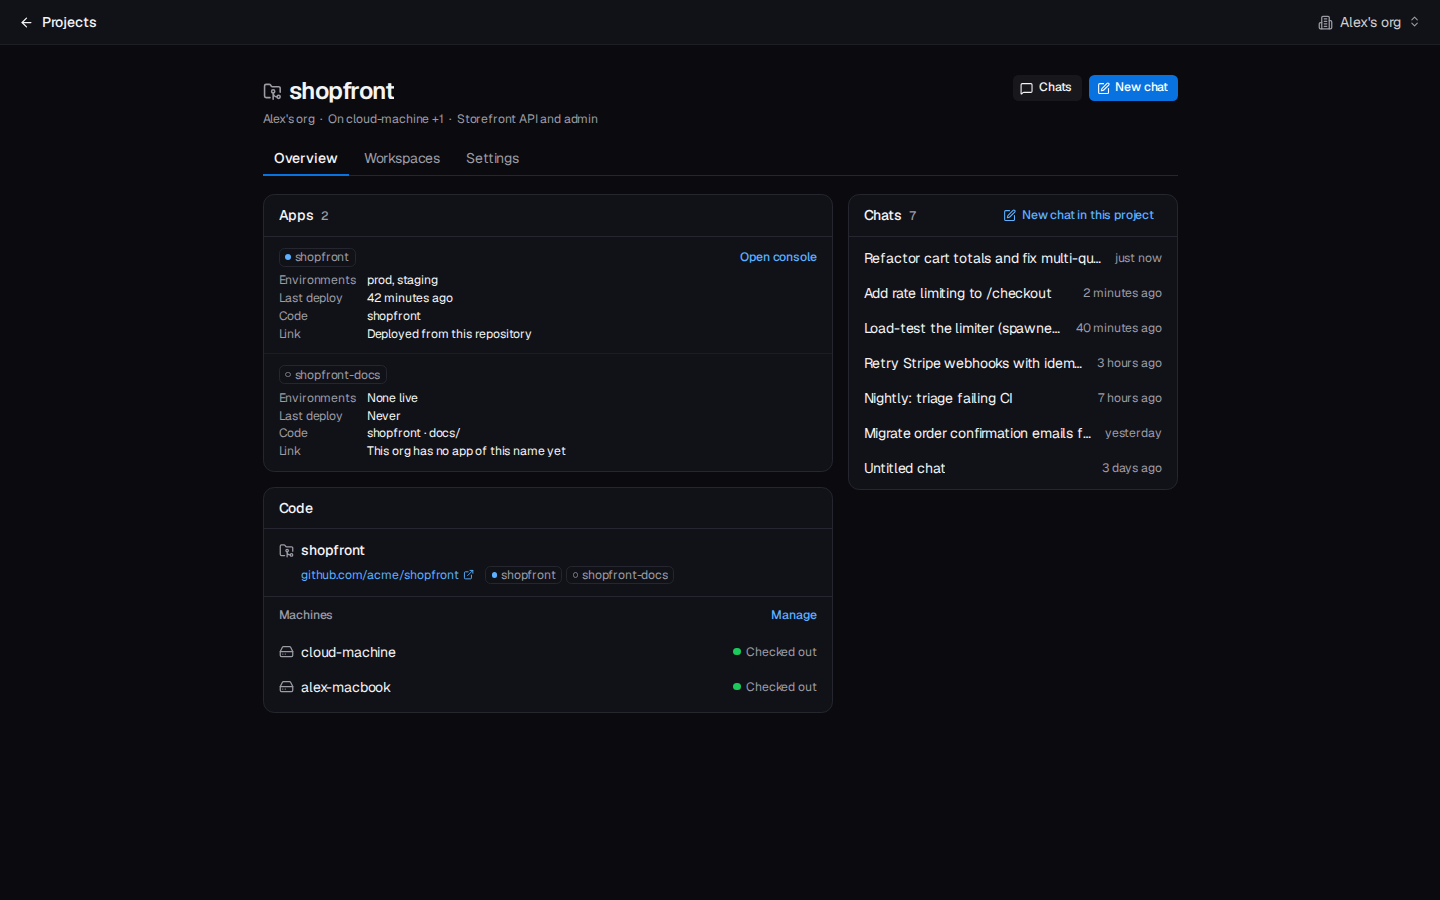 Projects
Alex's org
shopfront
Chats
New chat
Alex's org · On cloud-machine +1 · Storefront API and admin
Overview
Workspaces
Settings
Apps 2
shopfront
Open console
Environments prod, staging
Last deploy 42 minutes ago
Code shopfront
Link Deployed from this repository
shopfront-docs
Environments None live
Last deploy Never
Code shopfront · docs/
Link This org has no app of this name yet
Code
shopfront
github.com/acme/shopfront shopfront shopfront-docs
Machines Manage
cloud-machine Checked out
alex-macbook Checked out
Chats 7 New chat in this project
Refactor cart totals and fix multi-qu... just now
Add rate limiting to /checkout 2 minutes ago
Load-test the limiter (spawne... 40 minutes ago
Retry Stripe webhooks with idem... 3 hours ago
Nightly: triage failing CI 7 hours ago
Migrate order confirmation emails f... yesterday
Untitled chat 3 days ago